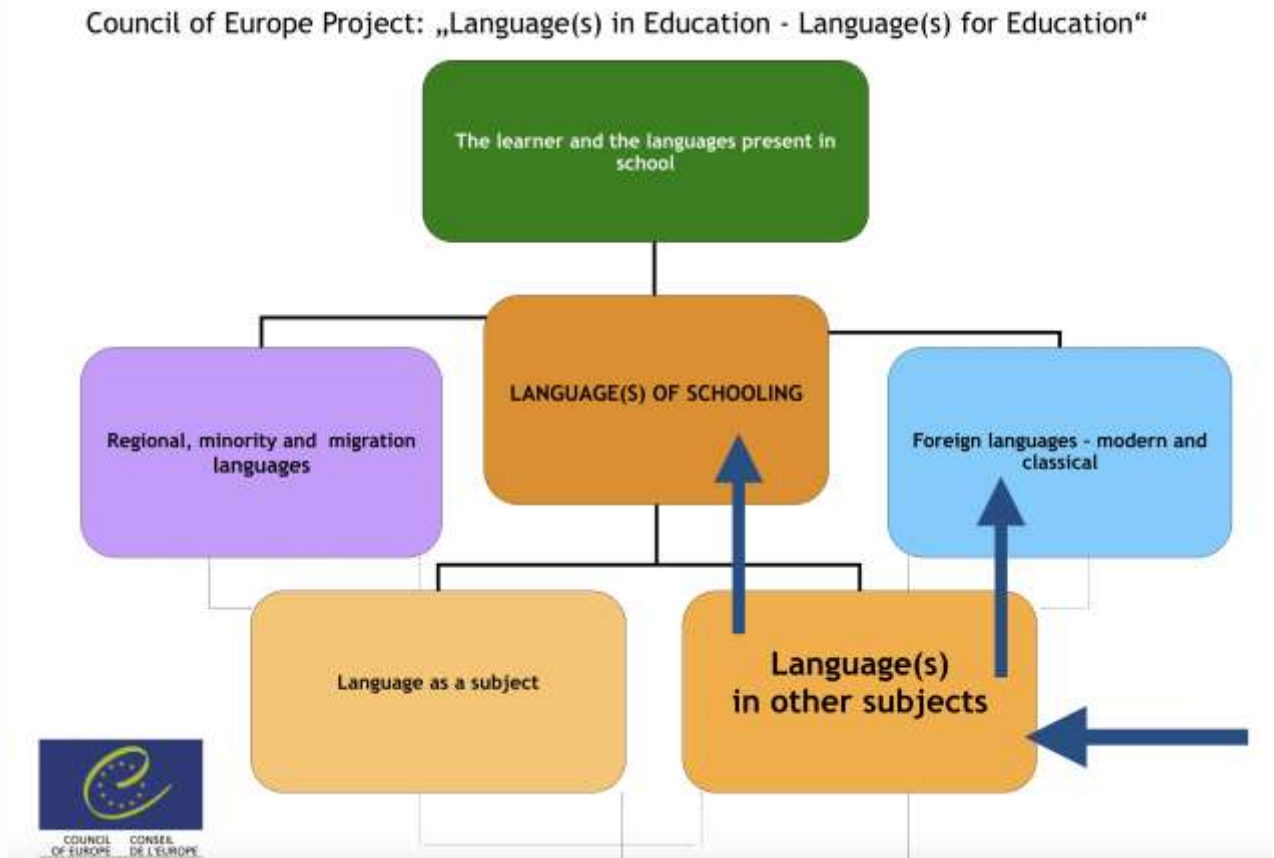 Council of Europe Project: „Language(s) in Education - Language(s) for Education“
The learner and the languages present in
school
LANGUAGE(S) OF SCHOOLING
Regional, minority and migration
languages
Foreign languages - modern and
classical
Language as a subject
Language(s)
in other subjects
COUNCIL CONSEIL
OF EUROPE DE L'EUROPE